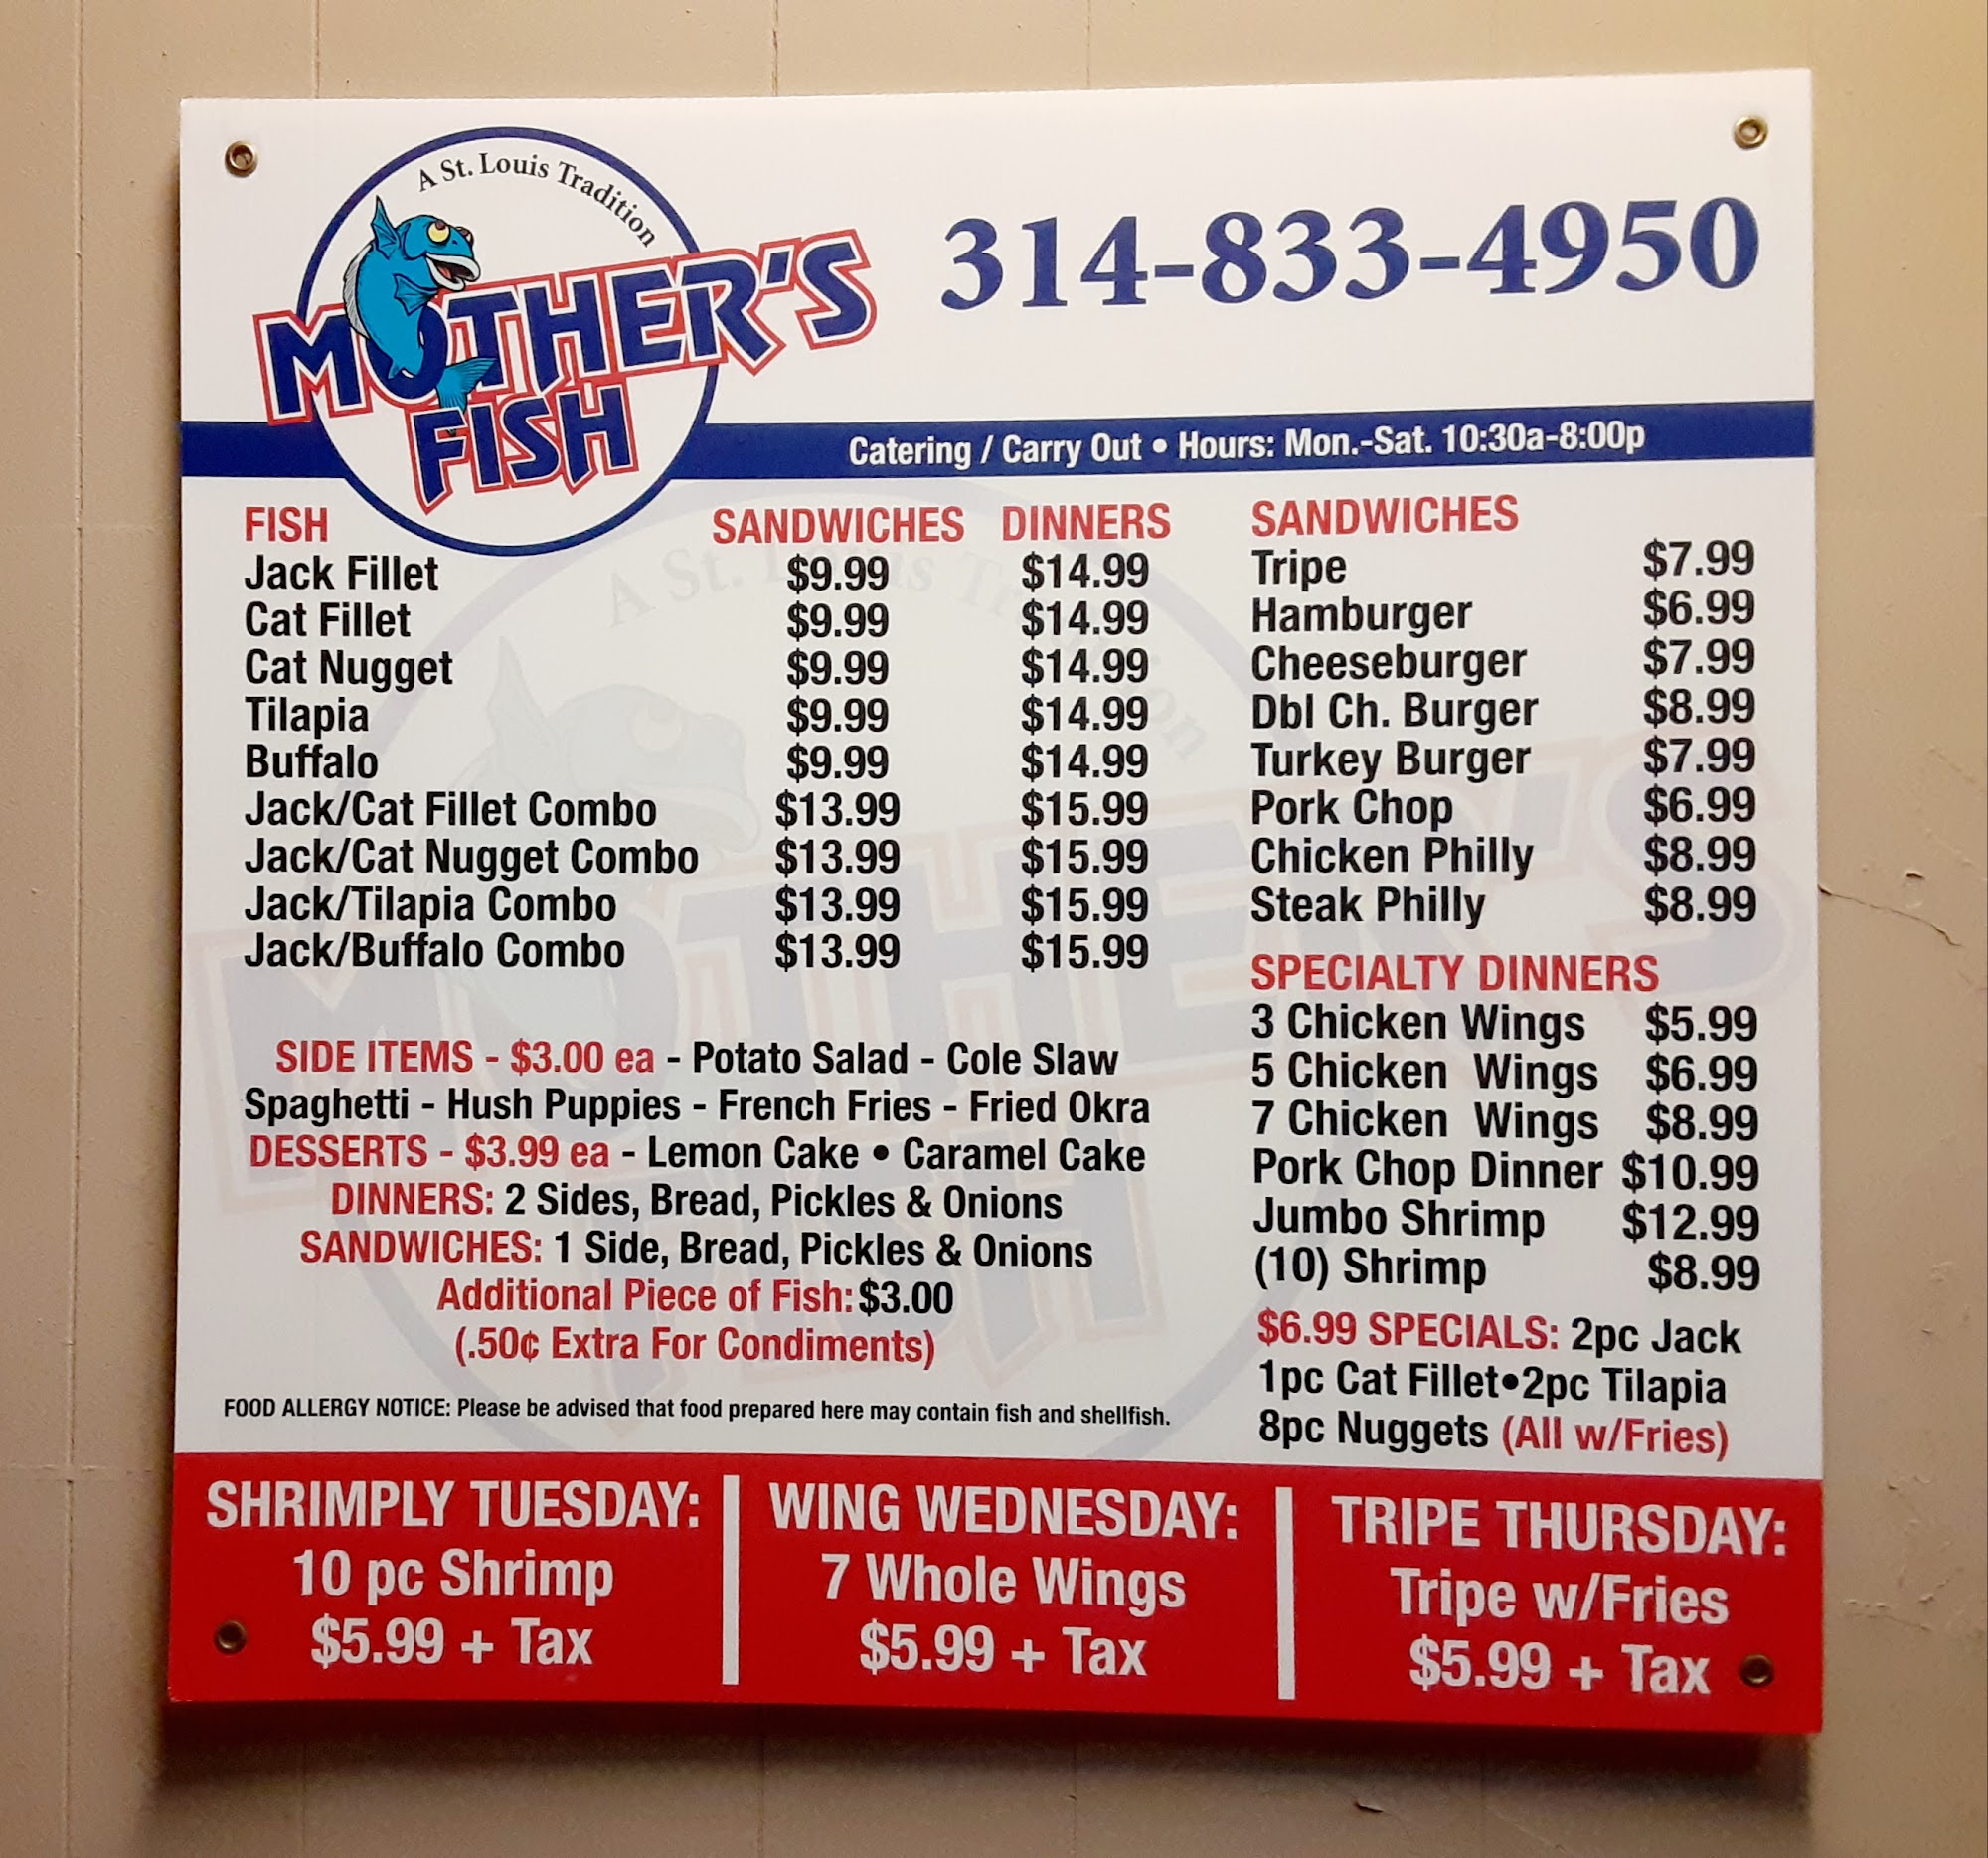 A St. Louis Tradition
MOTHER'S
FISH
314-833-4950
Catering / Carry Out • Hours: Mon.-Sat. 10:30a-8:00p
FISH SANDWICHES DINNERS
Jack Fillet $9.99 $14.99
Cat Fillet $9.99 $14.99
Cat Nugget $9.99 $14.99
Tilapia $9.99 $14.99
Buffalo $9.99 $14.99
Jack/Cat Fillet Combo $13.99 $15.99
Jack/Cat Nugget Combo $13.99 $15.99
Jack/Tilapia Combo $13.99 $15.99
Jack/Buffalo Combo $13.99 $15.99
SIDE ITEMS - $3.00 ea - Potato Salad - Cole Slaw
Spaghetti - Hush Puppies - French Fries - Fried Okra
DESSERTS - $3.99 ea - Lemon Cake • Caramel Cake
DINNERS: 2 Sides, Bread, Pickles & Onions
SANDWICHES: 1 Side, Bread, Pickles & Onions
Additional Piece of Fish: $3.00
(.50¢ Extra For Condiments)
FOOD ALLERGY NOTICE: Please be advised that food prepared here may contain fish and shellfish.
SANDWICHES
Tripe $7.99
Hamburger $6.99
Cheeseburger $7.99
Dbl Ch. Burger $8.99
Turkey Burger $7.99
Pork Chop $6.99
Chicken Philly $8.99
Steak Philly $8.99
SPECIALTY DINNERS
3 Chicken Wings $5.99
5 Chicken Wings $6.99
7 Chicken Wings $8.99
Pork Chop Dinner $10.99
Jumbo Shrimp $12.99
(10) Shrimp $8.99
$6.99 SPECIALS: 2pc Jack
1pc Cat Fillet•2pc Tilapia
8pc Nuggets (All w/Fries)
SHRIMPLY TUESDAY:
10 pc Shrimp
$5.99 + Tax
WING WEDNESDAY:
7 Whole Wings
$5.99 + Tax
TRIPE THURSDAY:
Tripe w/Fries
$5.99 + Tax
A St. Louis Tradition
MOTHER'S
FISH